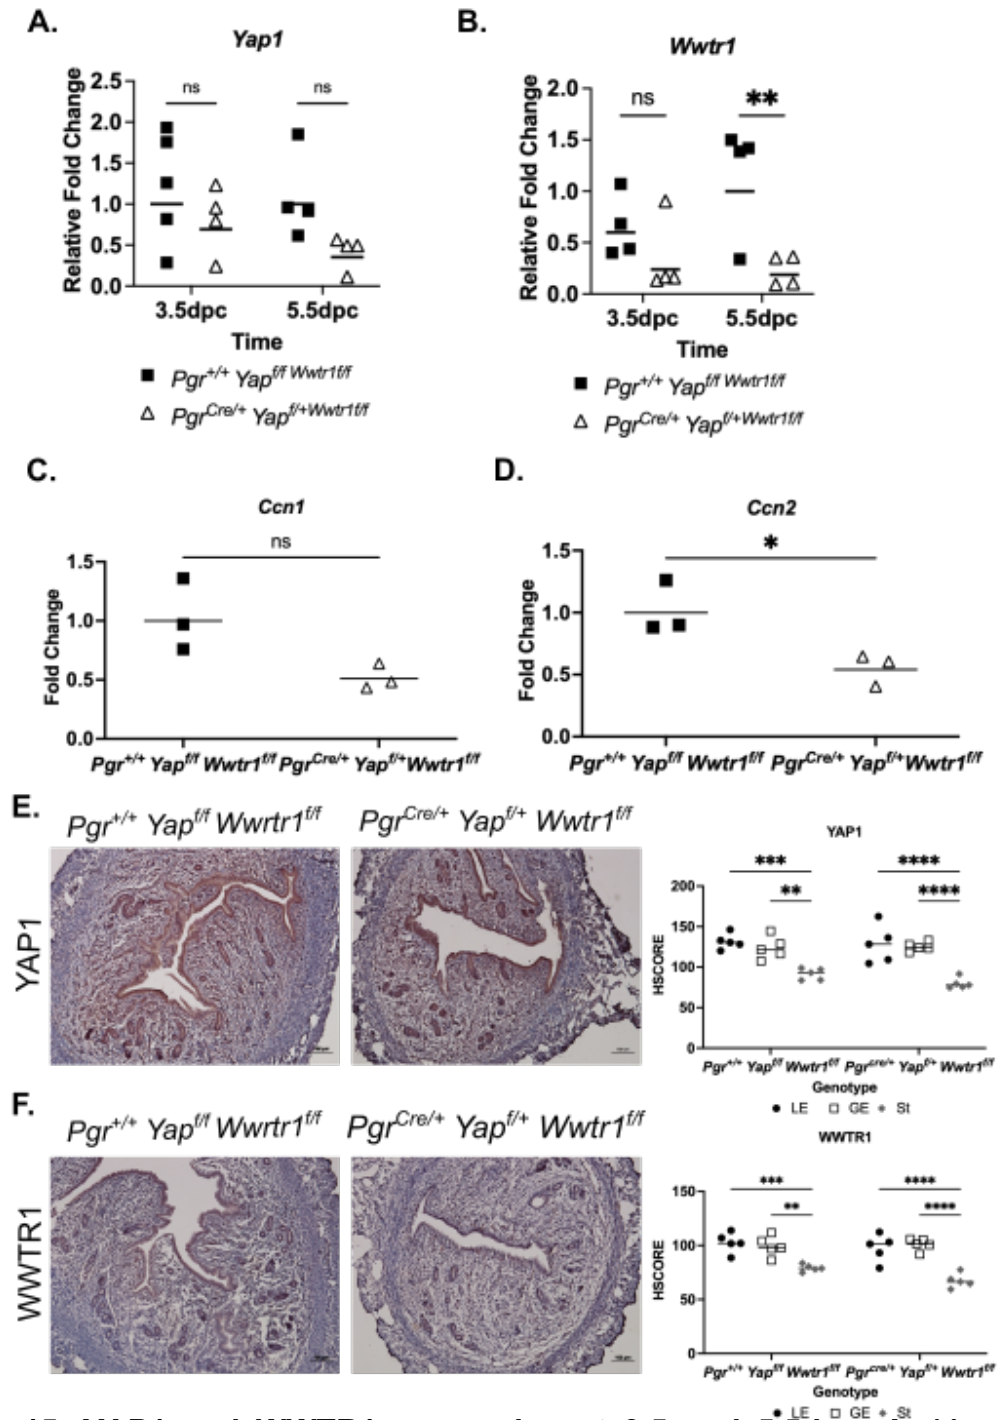 A.
Yap1
Relative Fold Change
2.5
2.0
1.5
1.0
0.5
0.0
ns
ns
3.5dpc
5.5dpc
Time
Pgr+/+ Yapf/f Wwtr1f/f
PgrCre/+ Yapf/+Wwtr1f/f
B.
Wwtr1
Relative Fold Change
2.0
1.5
1.0
0.5
0.0
ns
**
3.5dpc
5.5dpc
Time
Pgr+/+ Yapf/f Wwtr1f/f
PgrCre/+ Yapf/+Wwtr1f/f
C.
Ccn1
Fold Change
1.5
1.0
0.5
0.0
ns
Pgr+/+ Yapf/f Wwtr1f/f
PgrCre/+ Yapf/+Wwtr1f/f
D.
Ccn2
Fold Change
1.5
1.0
0.5
0.0
*
Pgr+/+ Yapf/f Wwtr1f/f
PgrCre/+ Yapf/+Wwtr1f/f
E.
Pgr+/+ Yapf/f Wwrtr1f/f
PgrCre/+ Yapf/+ Wwtr1f/f
YAP1
YAP1
HSCORE
200
150
100
50
0
***
**
****
****
Pgr+/+ Yapf/f Wwtr1f/f
Pgrcre/+ Yapf/+ Wwtr1f/f
Genotype
LE GE St
F.
Pgr+/+ Yapf/f Wwrtr1f/f
PgrCre/+ Yapf/+ Wwtr1f/f
WWTR1
WWTR1
HSCORE
150
100
50
0
***
**
****
****
Pgr+/+ Yapf/f Wwtr1f/f
Pgrcre/+ Yapf/+ Wwtr1f/f
Genotype
LE GE St